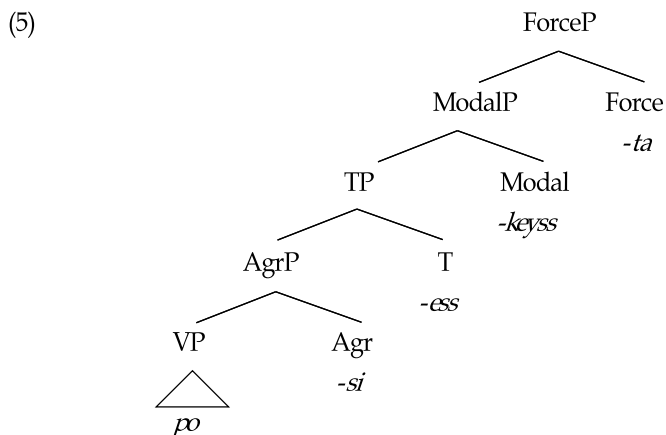 (5) ForceP
ModalP Force
-ta
TP Modal
-keyss
AgrP T
-ess
VP Agr
-si
po